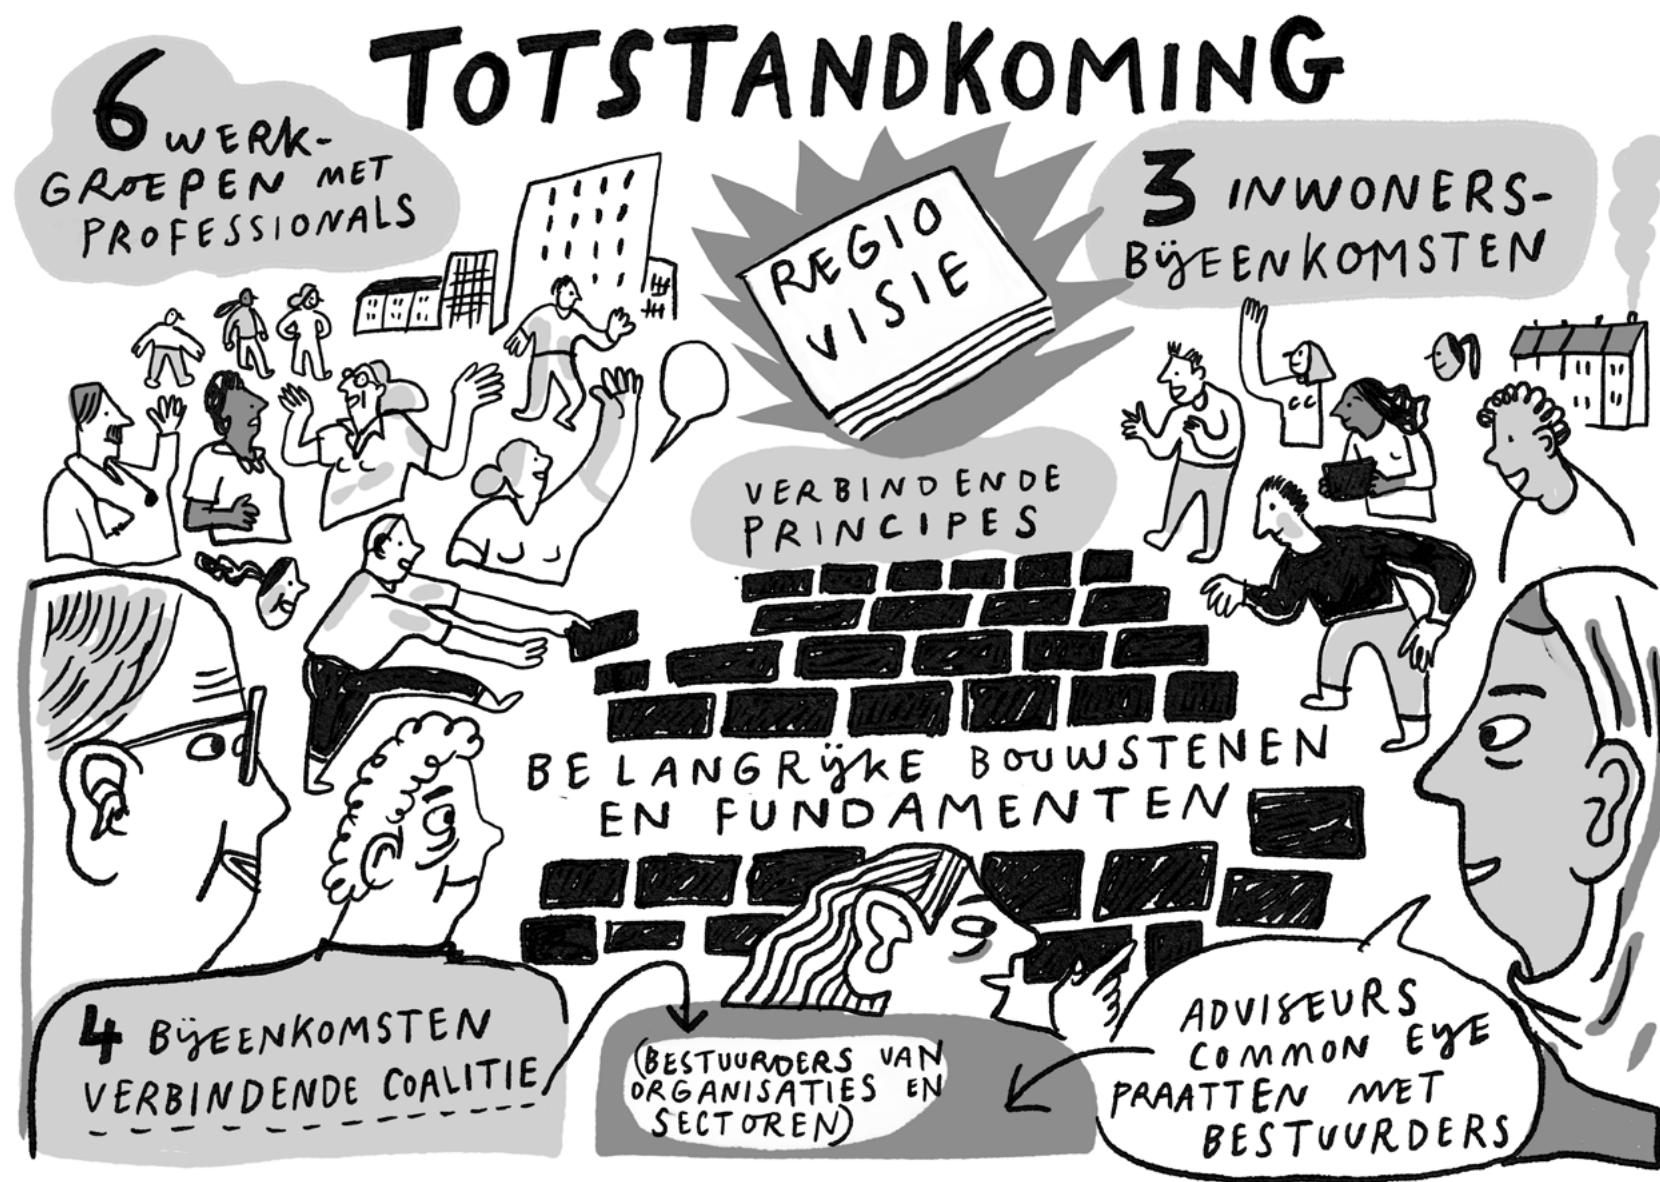 TOTSTANDKOMING
6 WERK-
GROEPEN MET
PROFESSIONALS
REGIO
VISIE
3 INWONERS-
BIJEENKOMSTEN
VERBINDENDE
PRINCIPES
BELANGRIJKE BOUWSTENEN
EN FUNDAMENTEN
4 BIJEENKOMSTEN
VERBINDENDE COALITIE
(BESTUURDERS VAN
ORGANISATIES EN
SECTOREN)
ADVISEURS
COMMON EYE
PRAATTEN MET
BESTUURDERS